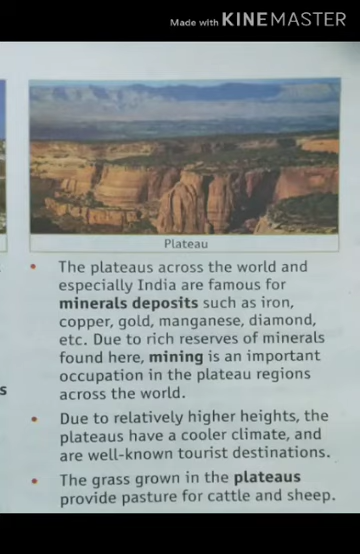 Made with KINEMASTER
Plateau
• The plateaus across the world and
especially India are famous for
minerals deposits such as iron,
copper, gold, manganese, diamond,
etc. Due to rich reserves of minerals
found here, mining is an important
occupation in the plateau regions
across the world.
• Due to relatively higher heights, the
plateaus have a cooler climate, and
are well-known tourist destinations.
• The grass grown in the plateaus
provide pasture for cattle and sheep.